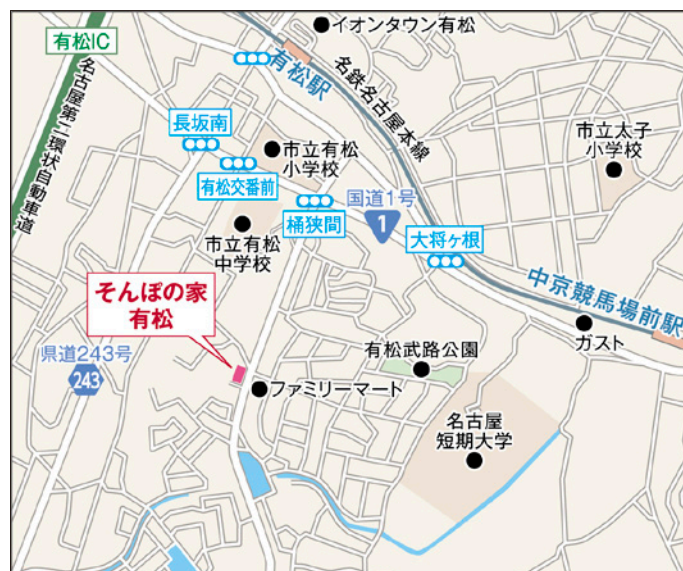 イオンタウン有松
有松IC
有松駅
名鉄名古屋本線
名古屋第二環状自動車道
長坂南
市立有松
小学校
市立太子
小学校
有松交番前
国道1号
1
桶狭間
市立有松
中学校
大将ヶ根
中京競馬場前駅
そんぽの家
有松
ガスト
県道243号
243
有松武路公園
ファミリーマート
名古屋
短期大学